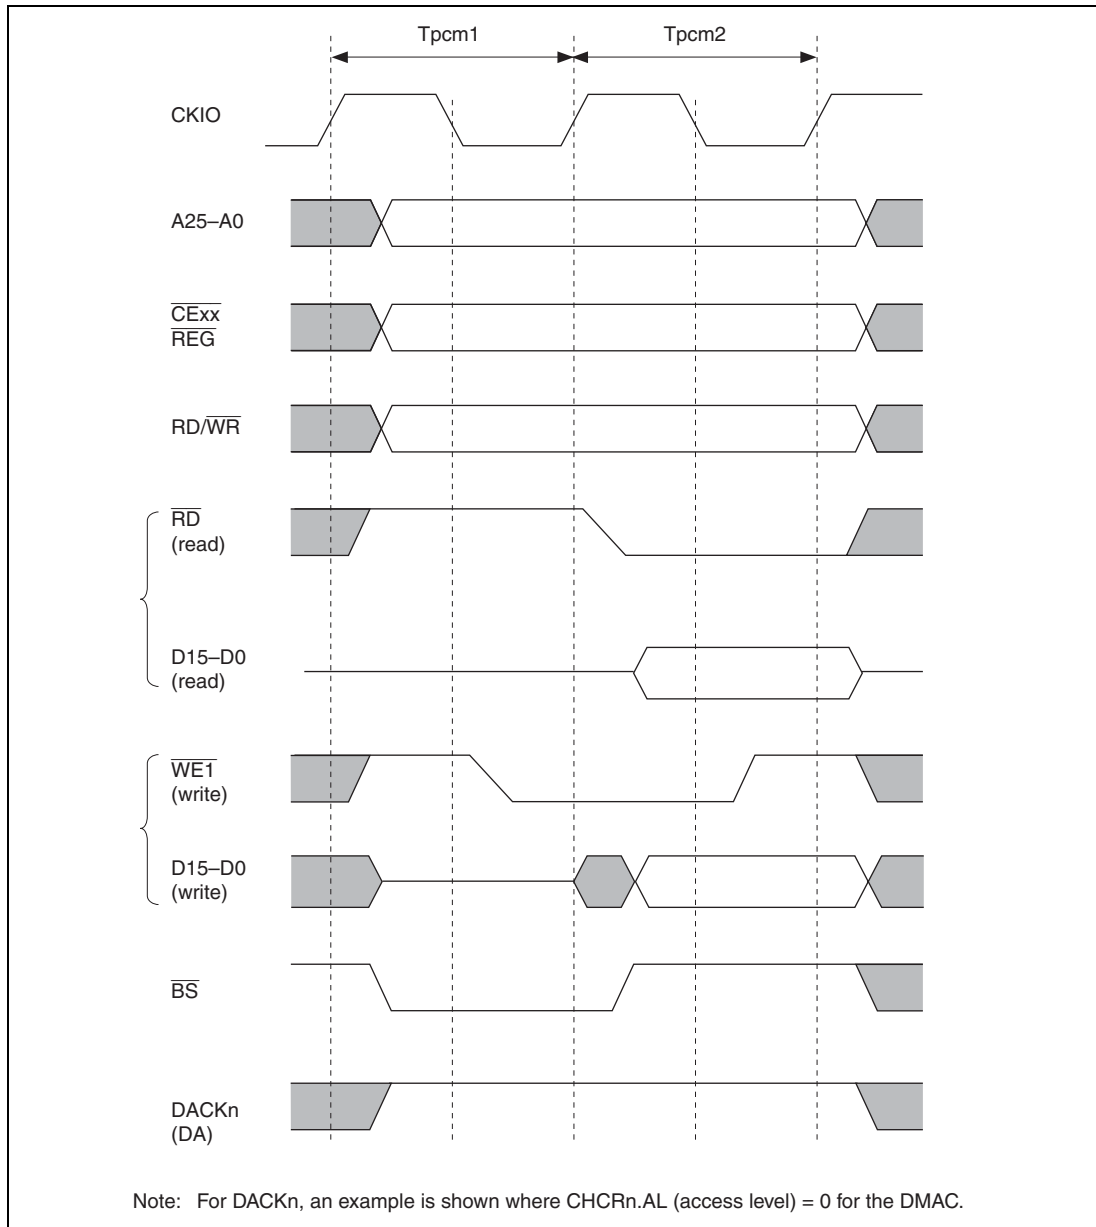 Tpcm1 Tpcm2
CKIO
A25–A0
CExx
REG
RD/WR
RD
(read)
D15–D0
(read)
WE1
(write)
D15–D0
(write)
BS
DACKn
(DA)
Note: For DACKn, an example is shown where CHCRn.AL (access level) = 0 for the DMAC.